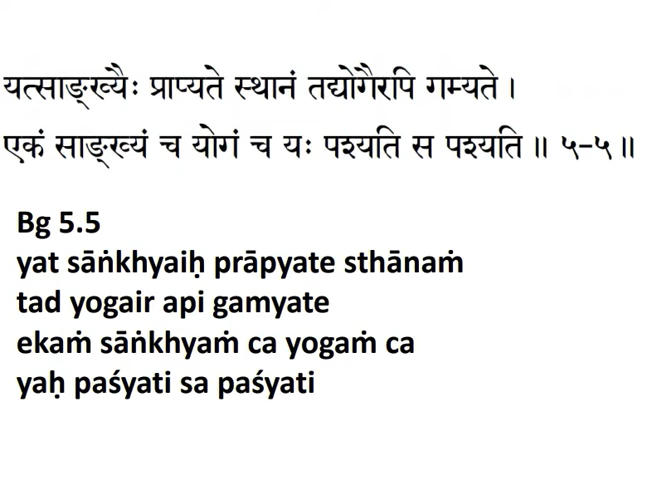 यत्साङ्ख्यैः प्राप्यते स्थानं तद्योगैरपि गम्यते ।
एकं साङ्ख्यं च योगं च यः पश्यति स पश्यति ॥ ५-५ ॥
Bg 5.5
yat sāṅkhyaiḥ prāpyate sthānaṁ
tad yogair api gamyate
ekaṁ sāṅkhyaṁ ca yogaṁ ca
yaḥ paśyati sa paśyati